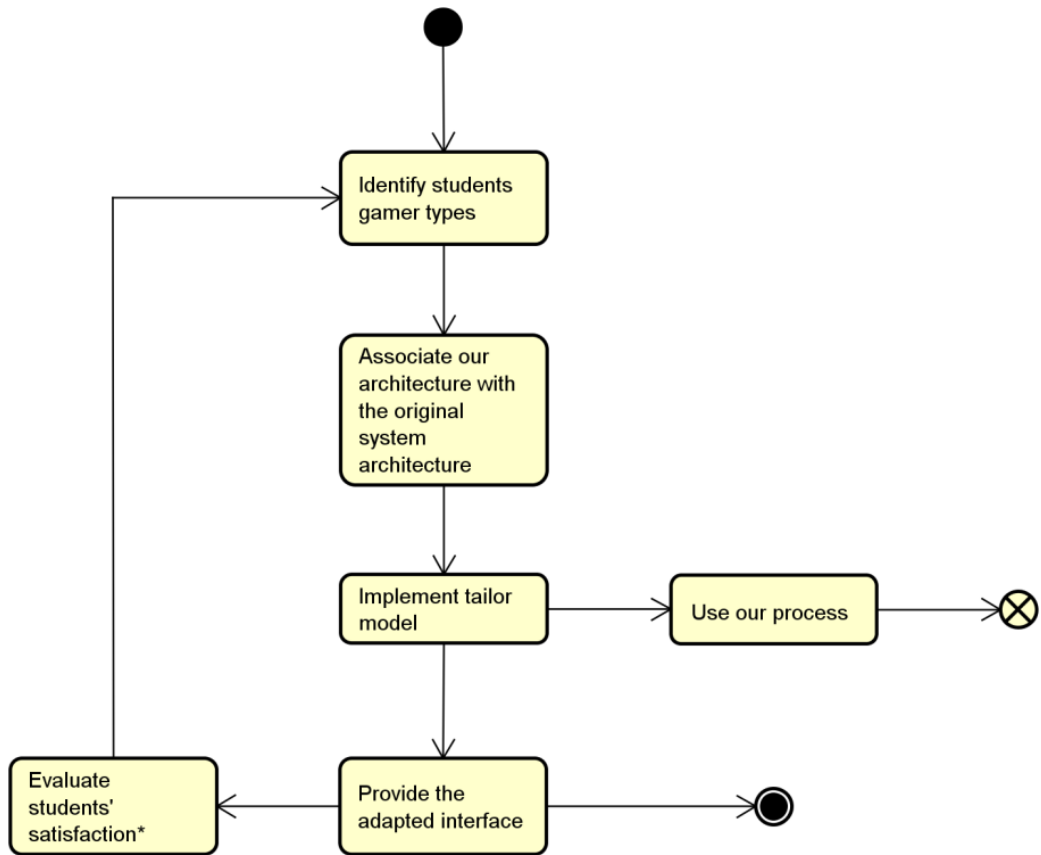 Identify students
gamer types
Associate our
architecture with
the original
system
architecture
Implement tailor
model
Use our process
Evaluate
students'
satisfaction*
Provide the
adapted interface